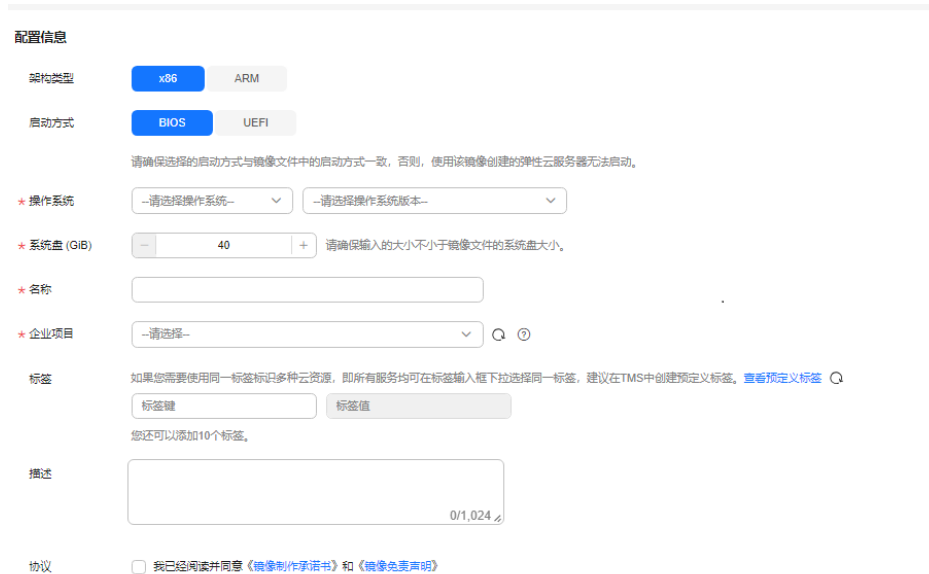 配置信息
架构类型 x86 ARM
启动方式 BIOS UEFI
请确保选择的启动方式与镜像文件中的启动方式一致，否则，使用该镜像创建的弹性云服务器无法启动。
* 操作系统 --请选择操作系统-- --请选择操作系统版本--
* 系统盘 (GiB) − 40 + 请确保输入的大小不小于镜像文件的系统盘大小。
* 名称
* 企业项目 --请选择-- ?
标签 如果您需要使用同一标签标识多种云资源，即所有服务均可在标签输入框下拉选择同一标签，建议在TMS中创建预定义标签。查看预定义标签
标签键 标签值
您还可以添加10个标签。
描述
0/1,024
协议 我已经阅读并同意《镜像制作承诺书》和《镜像免责声明》